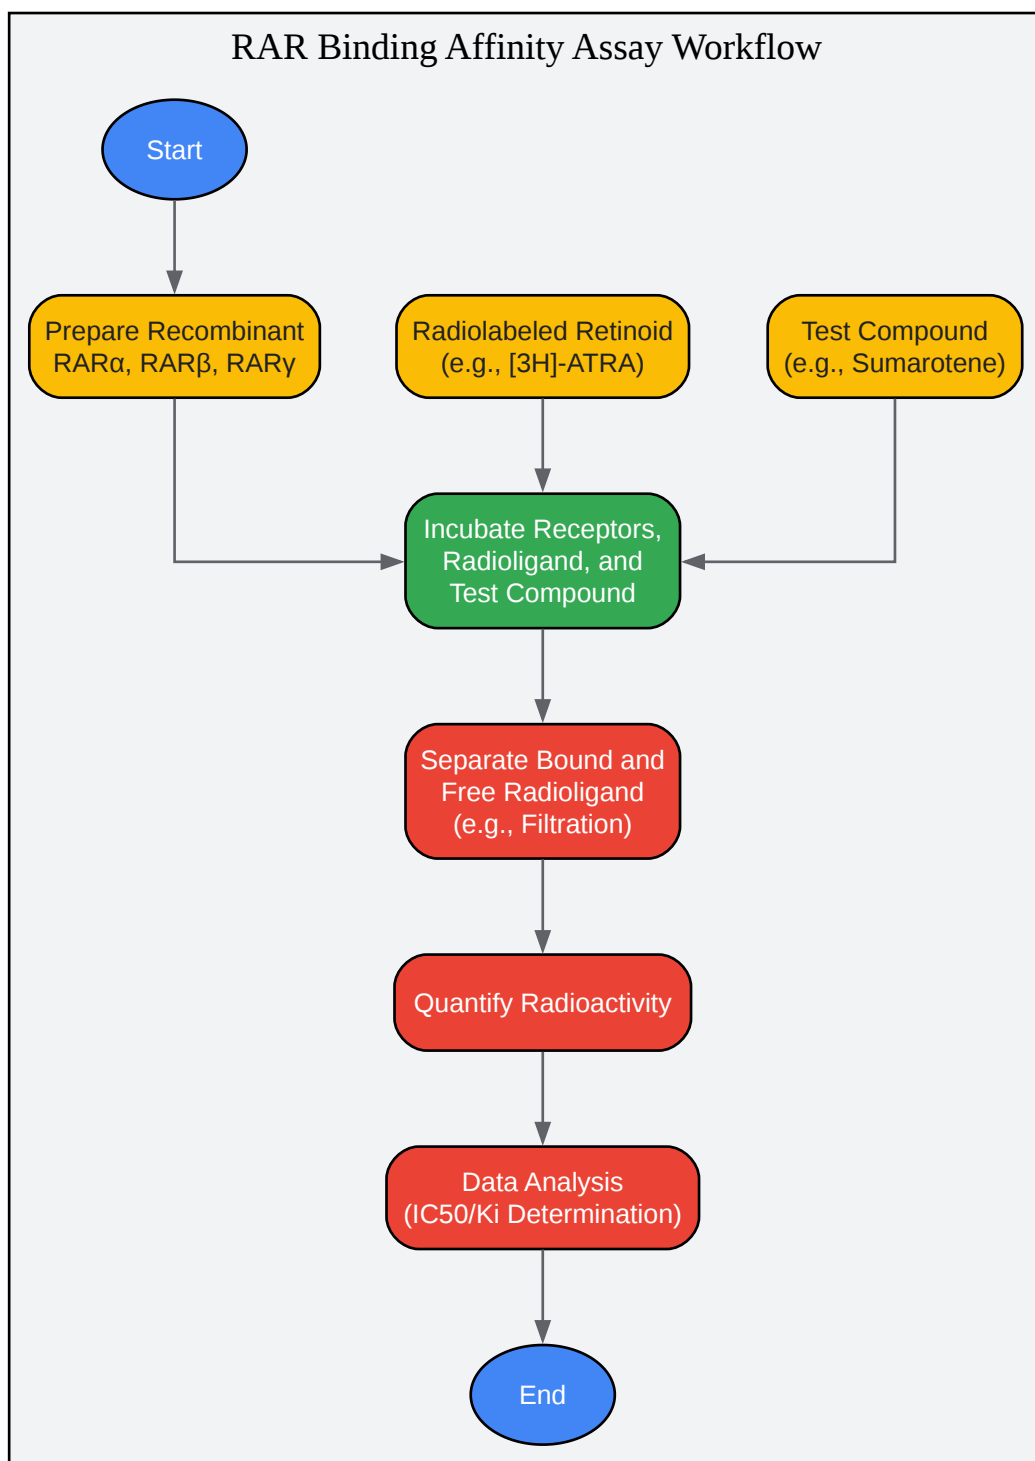 RAR Binding Affinity Assay Workflow
Start
Prepare Recombinant
RARα, RARβ, RARγ
Radiolabeled Retinoid
(e.g., [3H]-ATRA)
Test Compound
(e.g., Sumarotene)
Incubate Receptors,
Radioligand, and
Test Compound
Separate Bound and
Free Radioligand
(e.g., Filtration)
Quantify Radioactivity
Data Analysis
(IC50/Ki Determination)
End